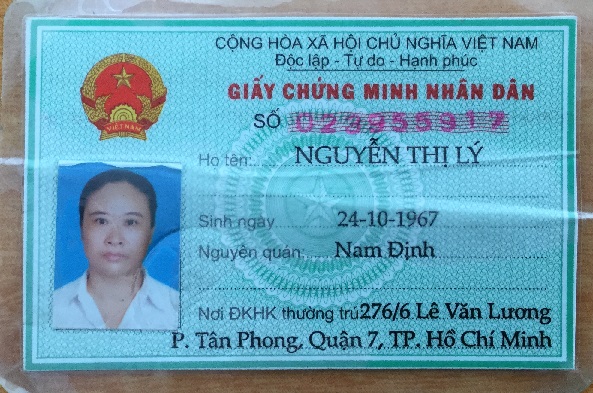 CỘNG HÒA XÃ HỘI CHỦ NGHĨA VIỆT NAM
Độc lập - Tự do - Hạnh phúc
GIẤY CHỨNG MINH NHÂN DÂN
SỐ 023955917
VIỆT NAM
Họ tên: NGUYỄN THỊ LÝ
Sinh ngày 24-10-1967
Nguyên quán: Nam Định
Nơi ĐKHK thường trú 276/6 Lê Văn Lương
P. Tân Phong, Quận 7, TP. Hồ Chí Minh